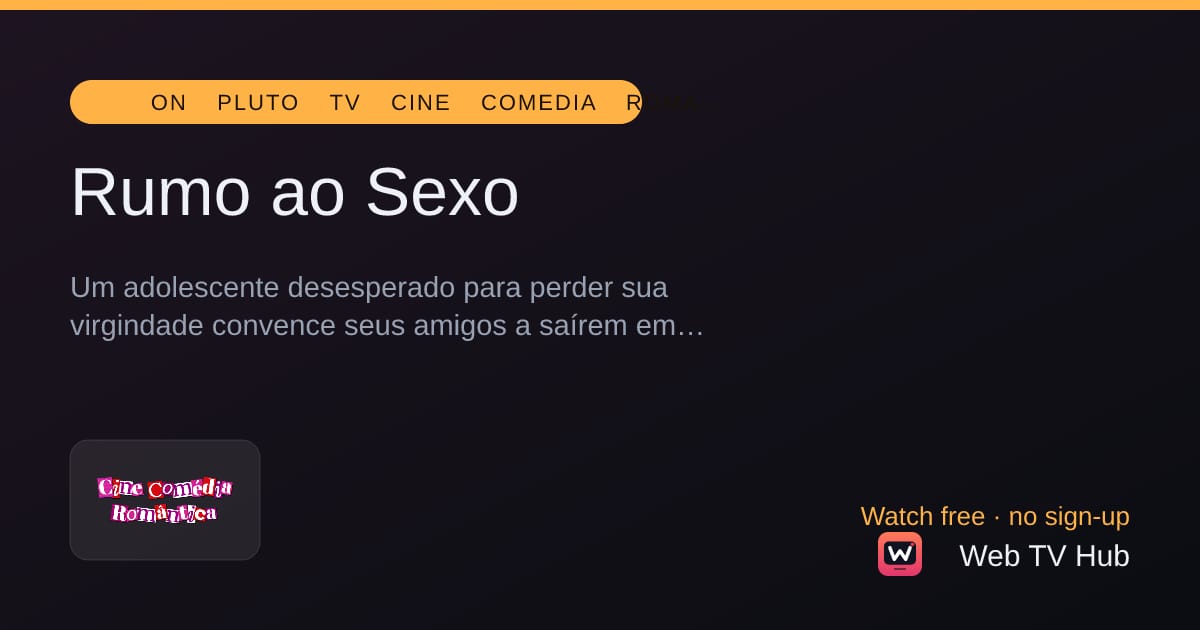 ON PLUTO TV CINE COMEDIA
Rumo ao Sexo
Um adolescente desesperado para perder sua
virgindade convence seus amigos a saírem em…
Cine Comédia
Romântica
Watch free · no sign-up
Web TV Hub